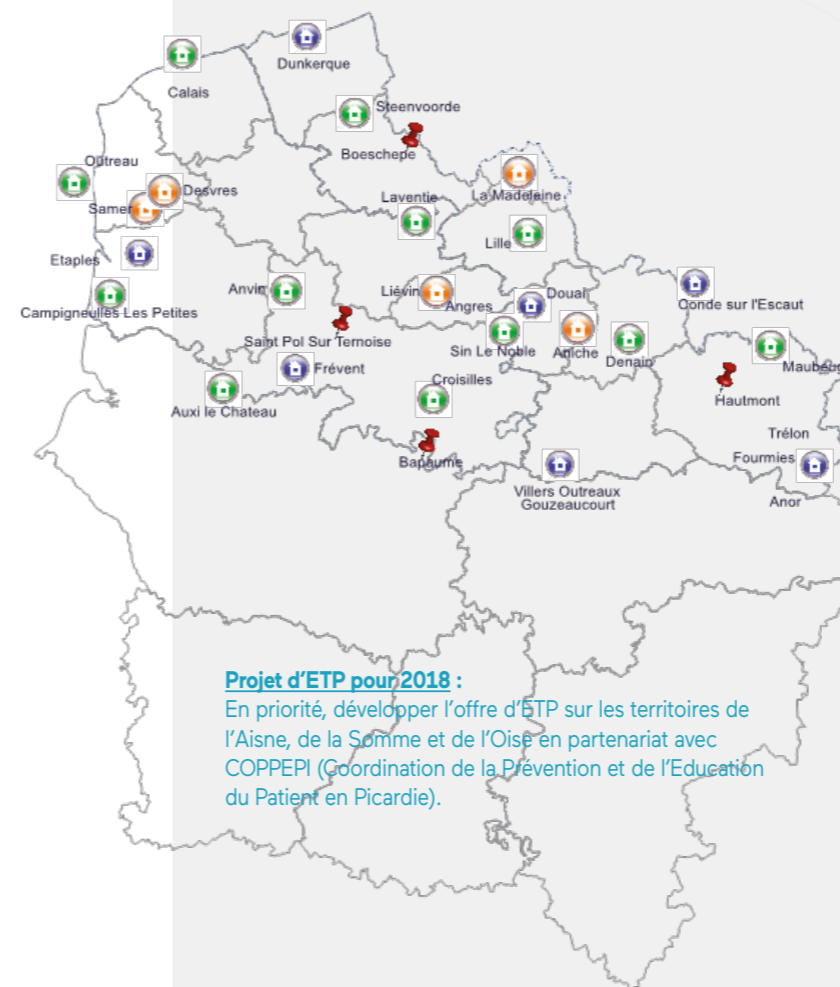 Dunkerque
Calais
Steenvoorde
Boeschepe
Outreau
Desvres
La Madeleine
Laventie
Samer
Lille
Etaples
Anvin
Liévin
Douai
Conde sur l'Escaut
Angres
Campigneulles Les Petites
Saint Pol Sur Ternoise
Sin Le Noble
Aniche
Denain
Maubeug
Frévent
Croisilles
Hautmont
Auxi le Chateau
Trélon
Bapaume
Fourmies
Villers Outreaux
Gouzeaucourt
Anor
Projet d'ETP pour 2018 :
En priorité, développer l'offre d'ETP sur les territoires de
l'Aisne, de la Somme et de l'Oise en partenariat avec
COPPEPI (Coordination de la Prévention et de l'Education
du Patient en Picardie).